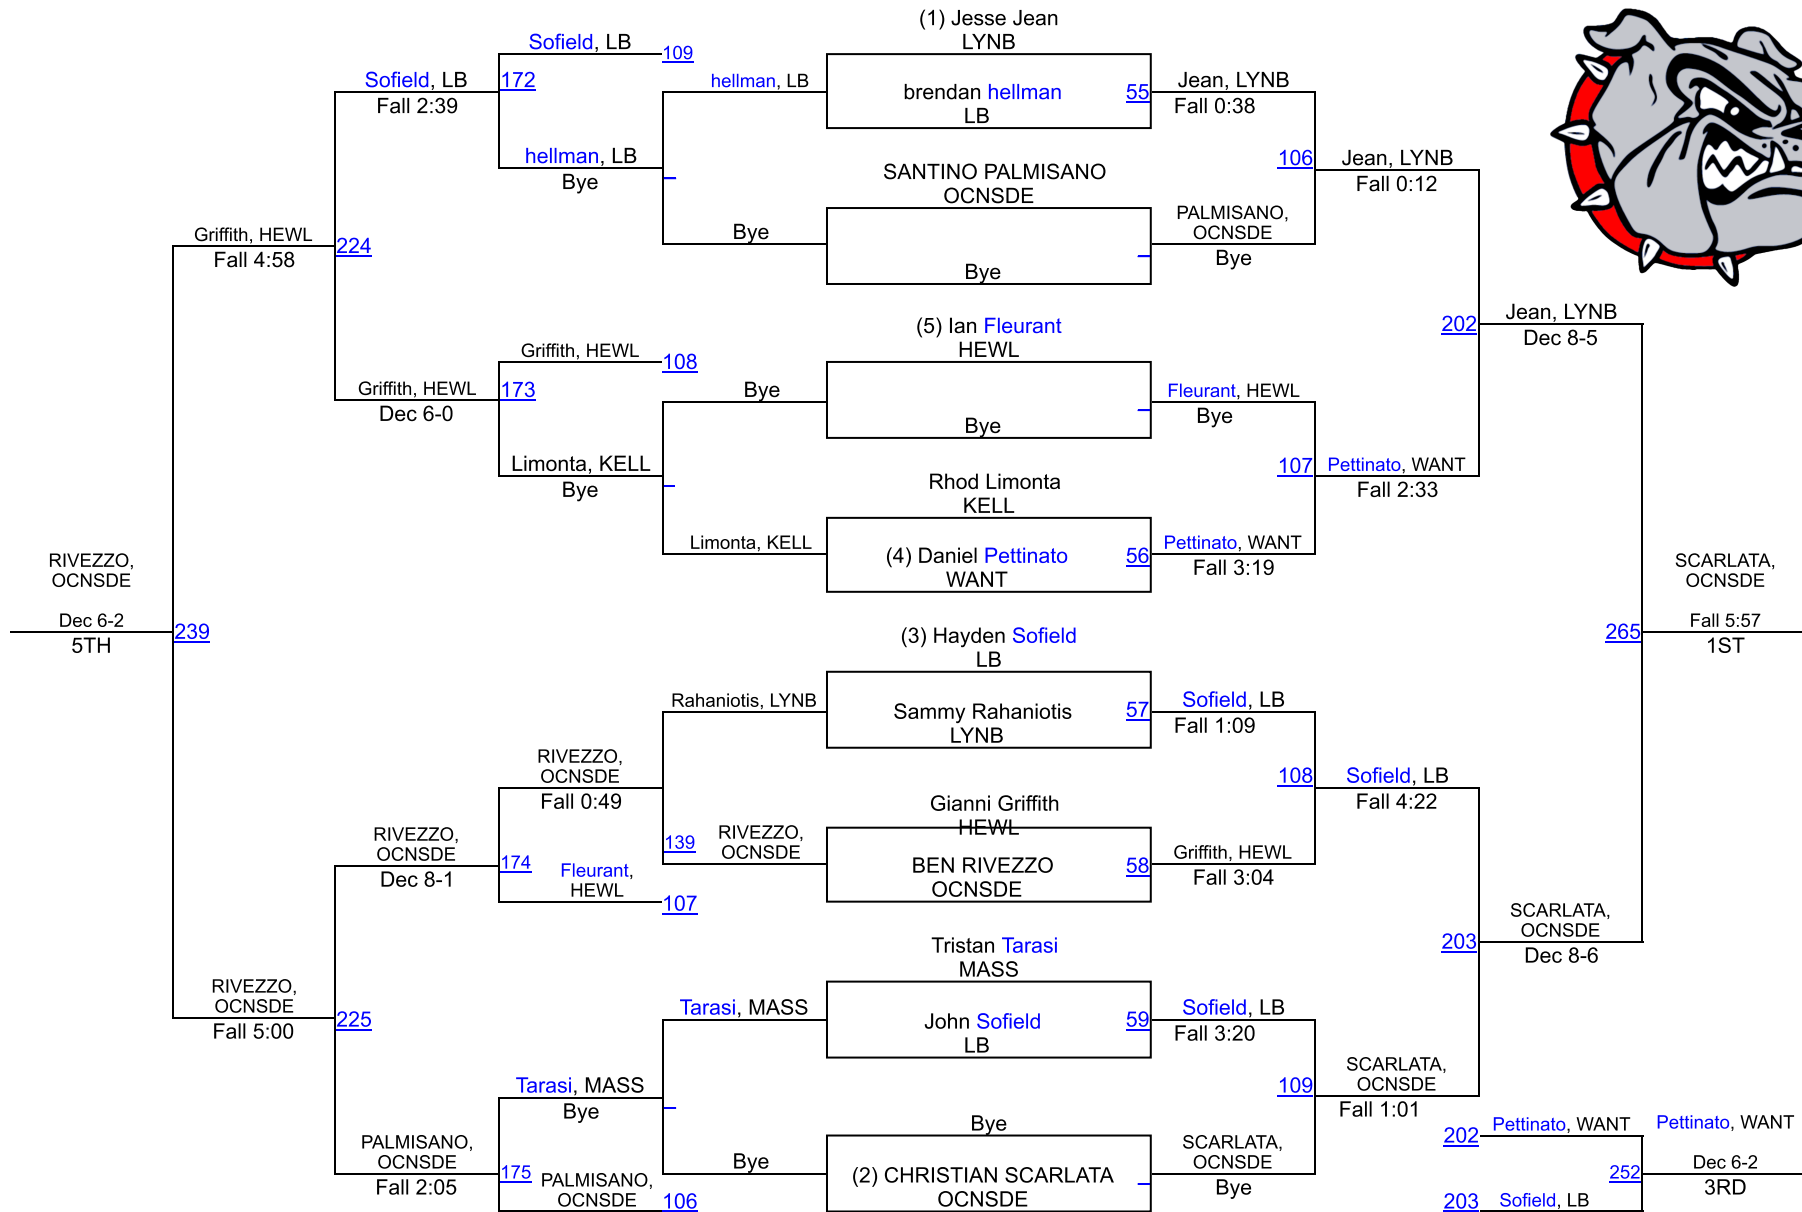 (1) Jesse Jean
LYNB
Sofield, LB
109
Sofield, LB
172
Fall 2:39
hellman, LB
brendan hellman
LB
55
Jean, LYNB
Fall 0:38
hellman, LB
Bye
106
Jean, LYNB
Fall 0:12
SANTINO PALMISANO
OCNSDE
PALMISANO,
OCNSDE
Bye
Bye
Bye
Griffith, HEWL
Fall 4:58
224
(5) Ian Fleurant
HEWL
202
Jean, LYNB
Dec 8-5
Griffith, HEWL
108
Griffith, HEWL
173
Dec 6-0
Bye
Bye
Fleurant, HEWL
Bye
Limonta, KELL
Bye
107
Pettinato, WANT
Fall 2:33
Rhod Limonta
KELL
Limonta, KELL
(4) Daniel Pettinato
WANT
56
Pettinato, WANT
Fall 3:19
RIVEZZO,
OCNSDE
Dec 6-2
5TH
239
SCARLATA,
OCNSDE
265
Fall 5:57
1ST
(3) Hayden Sofield
LB
Rahaniotis, LYNB
Sammy Rahaniotis
LYNB
57
Sofield, LB
Fall 1:09
RIVEZZO,
OCNSDE
Fall 0:49
108
Sofield, LB
Fall 4:22
Gianni Griffith
HEWL
RIVEZZO,
OCNSDE
Dec 8-1
174
139
RIVEZZO,
OCNSDE
BEN RIVEZZO
OCNSDE
58
Griffith, HEWL
Fall 3:04
Fleurant,
HEWL
107
203
SCARLATA,
OCNSDE
Dec 8-6
Tristan Tarasi
MASS
RIVEZZO,
OCNSDE
Fall 5:00
225
Tarasi, MASS
John Sofield
LB
59
Sofield, LB
Fall 3:20
Tarasi, MASS
Bye
109
SCARLATA,
OCNSDE
Fall 1:01
Bye
PALMISANO,
OCNSDE
Fall 2:05
175
Bye
(2) CHRISTIAN SCARLATA
OCNSDE
SCARLATA,
OCNSDE
Bye
PALMISANO,
OCNSDE
106
202
Pettinato, WANT
Pettinato, WANT
252
Dec 6-2
3RD
203
Sofield, LB